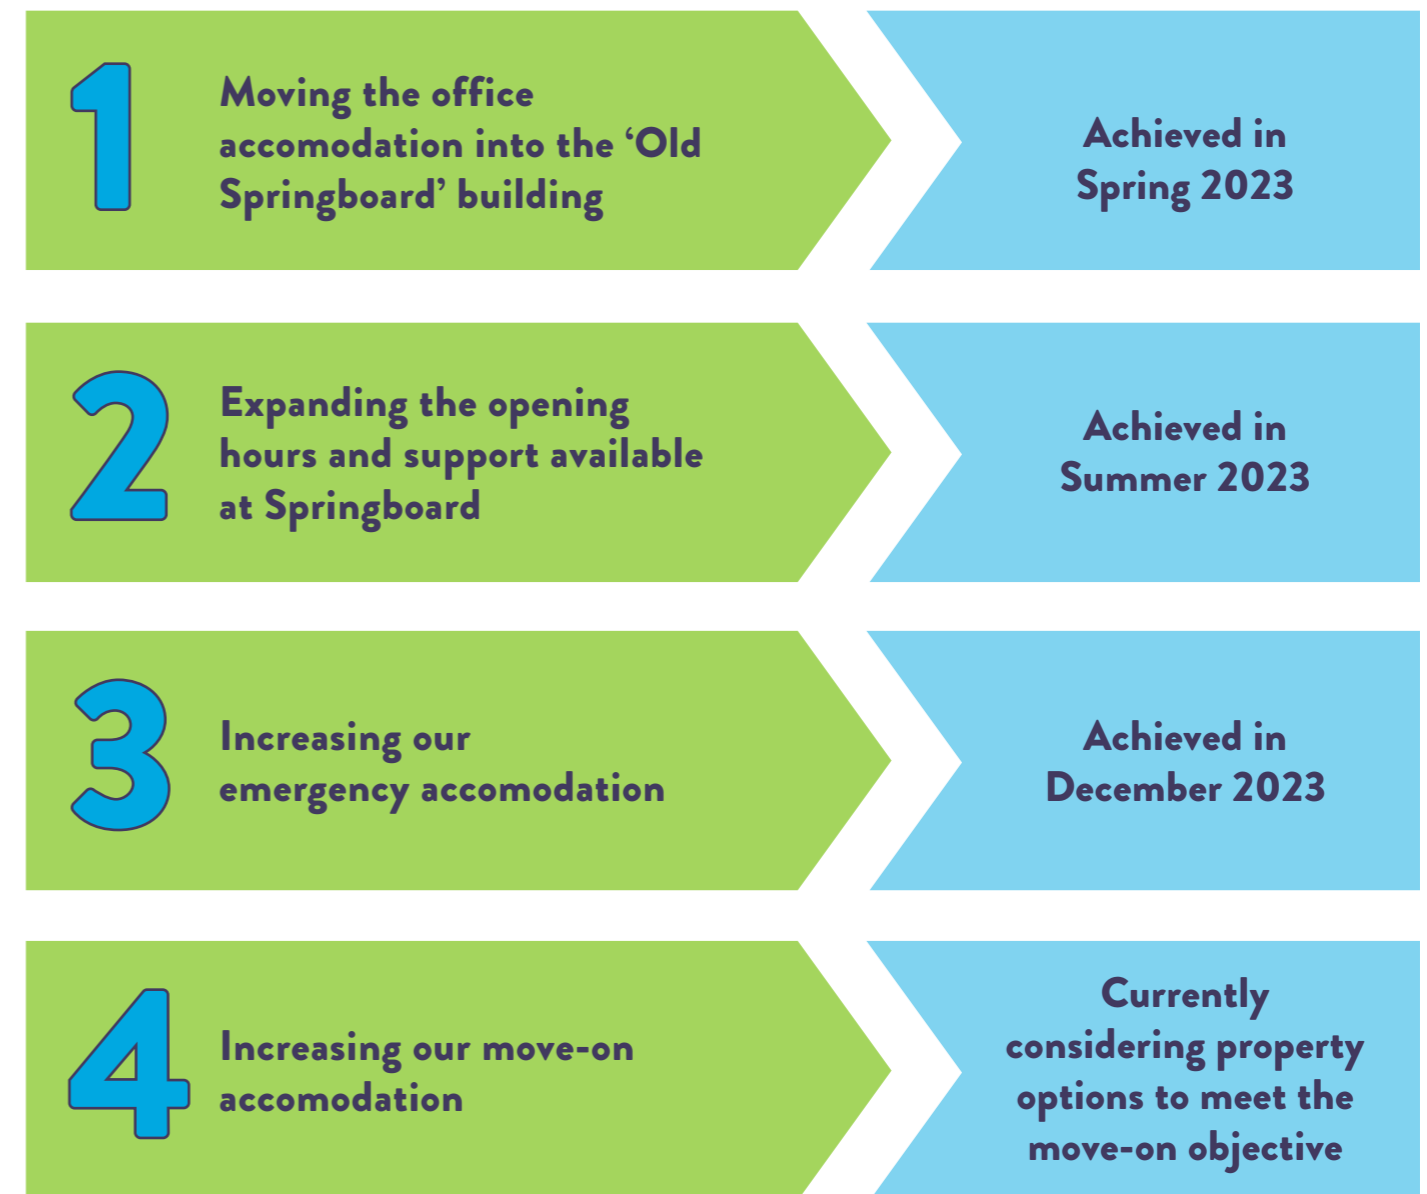 1
Moving the office
accomodation into the ‘Old
Springboard’ building
Achieved in
Spring 2023
2
Expanding the opening
hours and support available
at Springboard
Achieved in
Summer 2023
3
Increasing our
emergency accomodation
Achieved in
December 2023
4
Increasing our move-on
accomodation
Currently
considering property
options to meet the
move-on objective